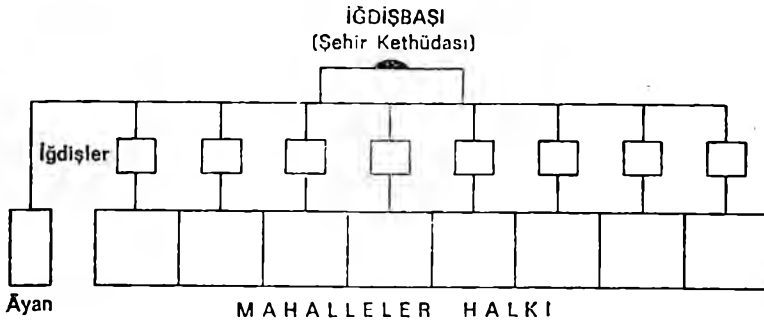 İĞDİŞBAŞI
(Şehir Kethüdası)
İğdişler
Âyan
MAHALLELER HALKI